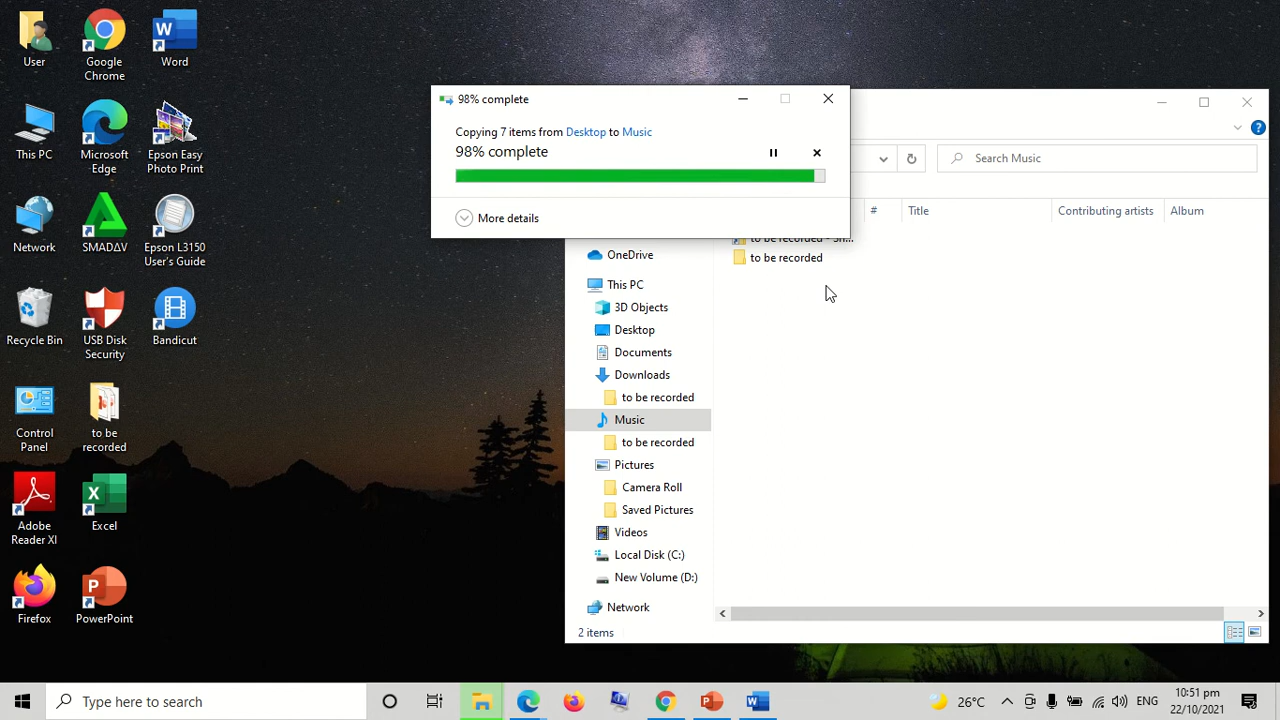 User
Google
Chrome
Word
This PC
Microsoft
Edge
Epson Easy
Photo Print
Network
SMADΔV
Epson L3150
User's Guide
Recycle Bin
USB Disk
Security
Bandicut
Control
Panel
to be
recorded
Adobe
Reader XI
Excel
Firefox
PowerPoint
98% complete
Copying 7 items from Desktop to Music
98% complete
More details
Search Music
# Title Contributing artists Album
to be recorded - Sh...
to be recorded
OneDrive
This PC
3D Objects
Desktop
Documents
Downloads
to be recorded
Music
to be recorded
Pictures
Camera Roll
Saved Pictures
Videos
Local Disk (C:)
New Volume (D:)
Network
2 items
Type here to search
26°C
ENG
10:51 pm
22/10/2021